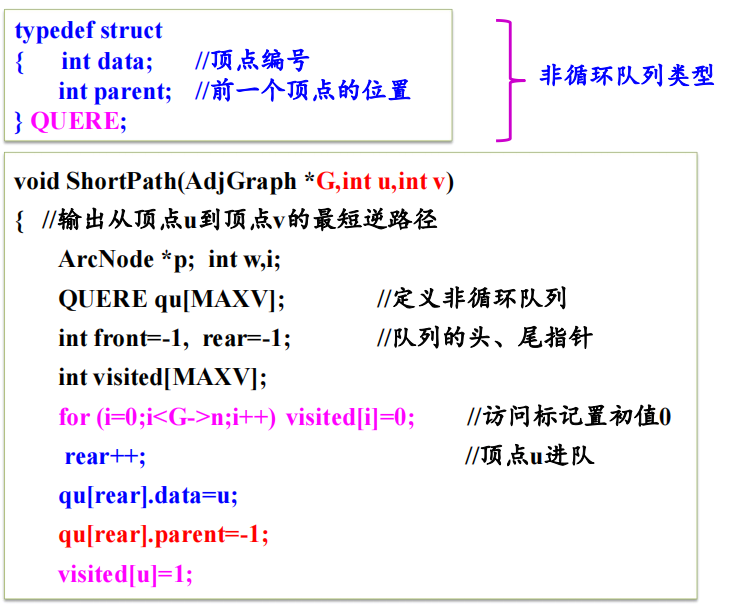 typedef struct
{ int data; //顶点编号
int parent; //前一个顶点的位置
} QUERE;
非循环队列类型
void ShortPath(AdjGraph *G,int u,int v)
{ //输出从顶点u到顶点v的最短逆路径
ArcNode *p; int w,i;
QUERE qu[MAXV]; //定义非循环队列
int front=-1, rear=-1; //队列的头、尾指针
int visited[MAXV];
for (i=0;i<G->n;i++) visited[i]=0; //访问标记置初值0
rear++; //顶点u进队
qu[rear].data=u;
qu[rear].parent=-1;
visited[u]=1;